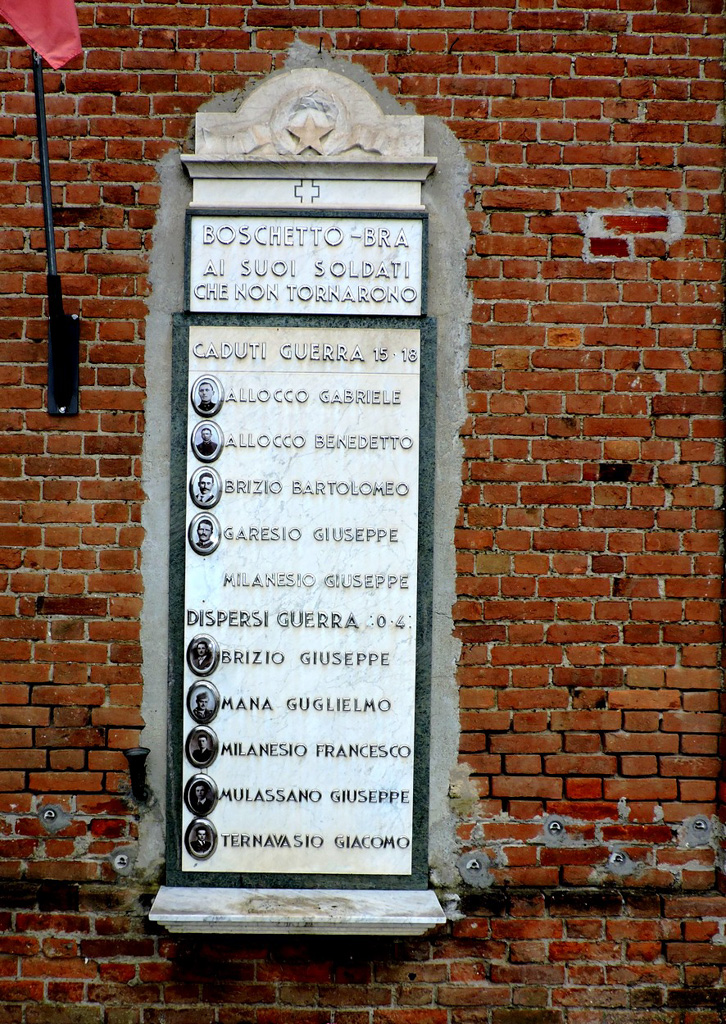 BOSCHETTO-BRA
AI SUOI SOLDATI
CHE NON TORNARONO
CADUTI GUERRA 15·18
ALLOCCO GABRIELE
ALLOCCO BENEDETTO
BRIZIO BARTOLOMEO
GARESIO GIUSEPPE
MILANESIO GIUSEPPE
DISPERSI GUERRA
BRIZIO GIUSEPPE
MANA GUGLIELMO
MILANESIO FRANCESCO
MULASSANO GIUSEPPE
TERNAVASIO GIACOMO